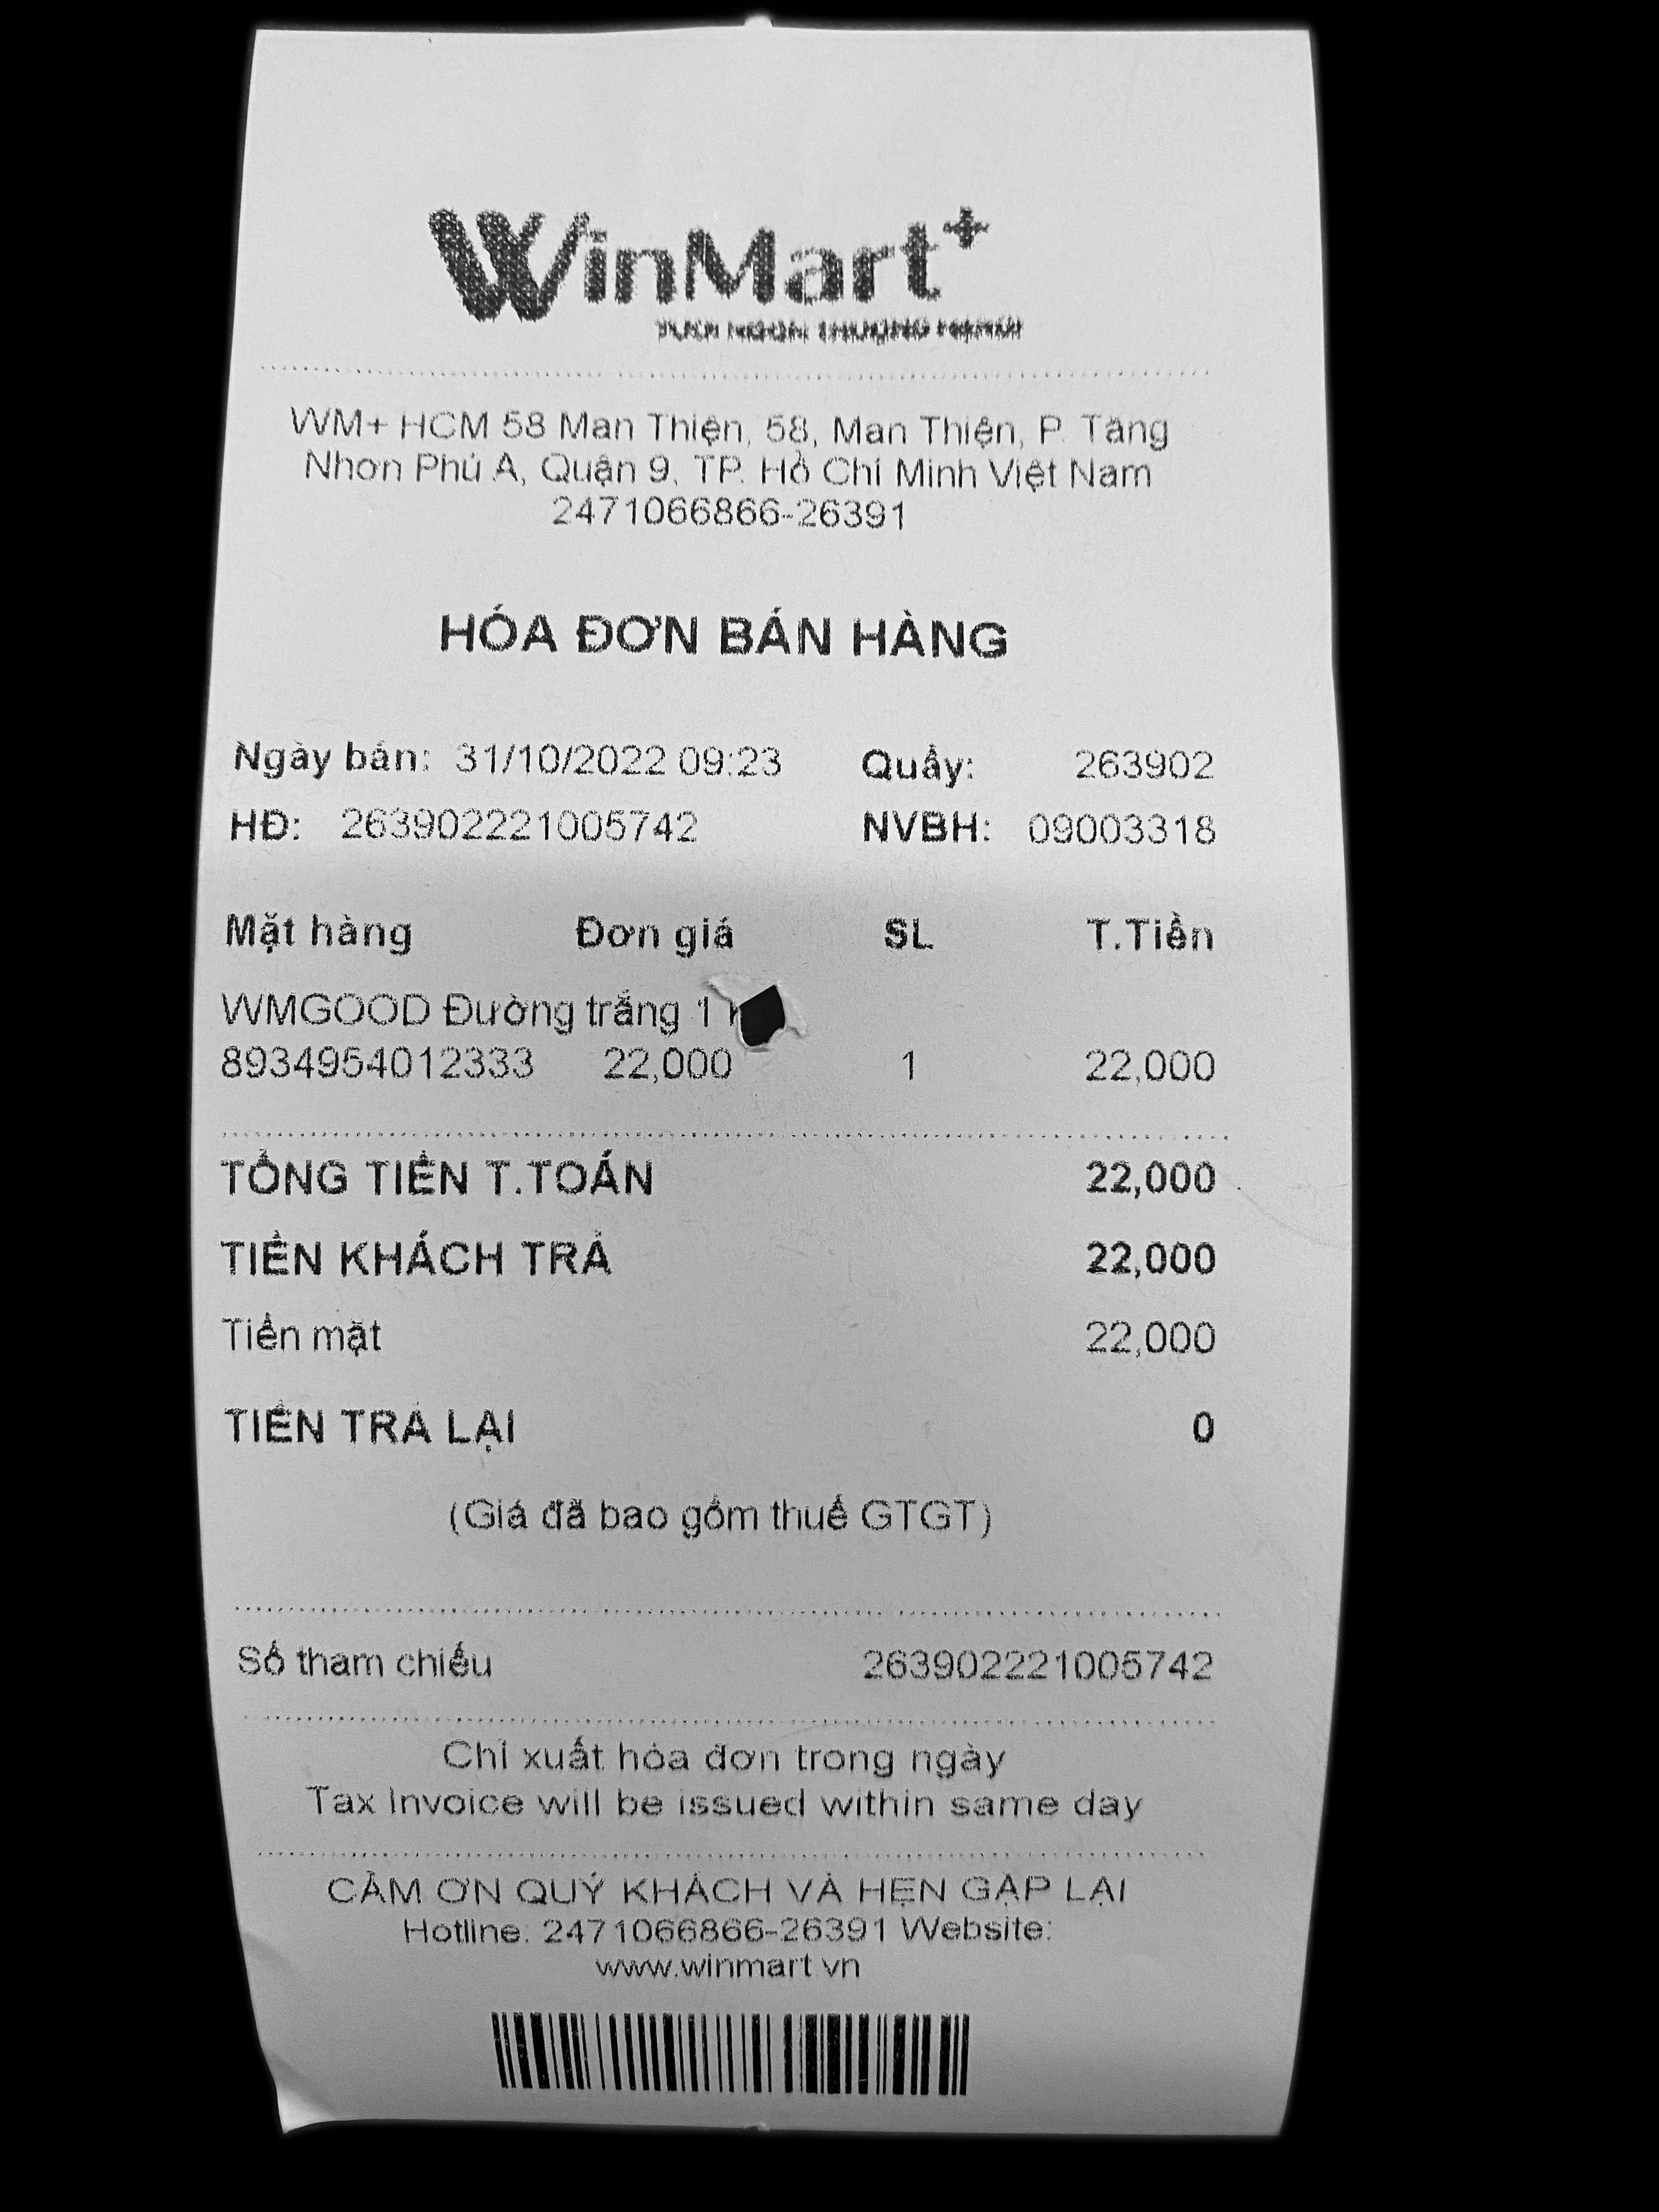 WinMart+
WM+ HCM 58 Man Thiện, 58, Man Thiện, P. Tăng
Nhơn Phú A, Quận 9, TP. Hồ Chí Minh Việt Nam
2471066866-26391
HÓA ĐƠN BÁN HÀNG
Ngày bán: 31/10/2022 09:23 Quầy: 263902
HĐ: 263902221005742 NVBH: 09003318
Mặt hàng Đơn giá SL T.Tiền
WMGOOD Đường trắng 1
8934954012333 22,000 1 22,000
TỔNG TIỀN T.TOÁN 22,000
TIỀN KHÁCH TRẢ 22,000
Tiền mặt 22,000
TIỀN TRẢ LẠI 0
(Giá đã bao gồm thuế GTGT)
Số tham chiếu 263902221005742
Chỉ xuất hóa đơn trong ngày
Tax Invoice will be issued within same day
CẢM ƠN QUÝ KHÁCH VÀ HẸN GẶP LẠI
Hotline: 2471066866-26391 Website:
www.winmart.vn